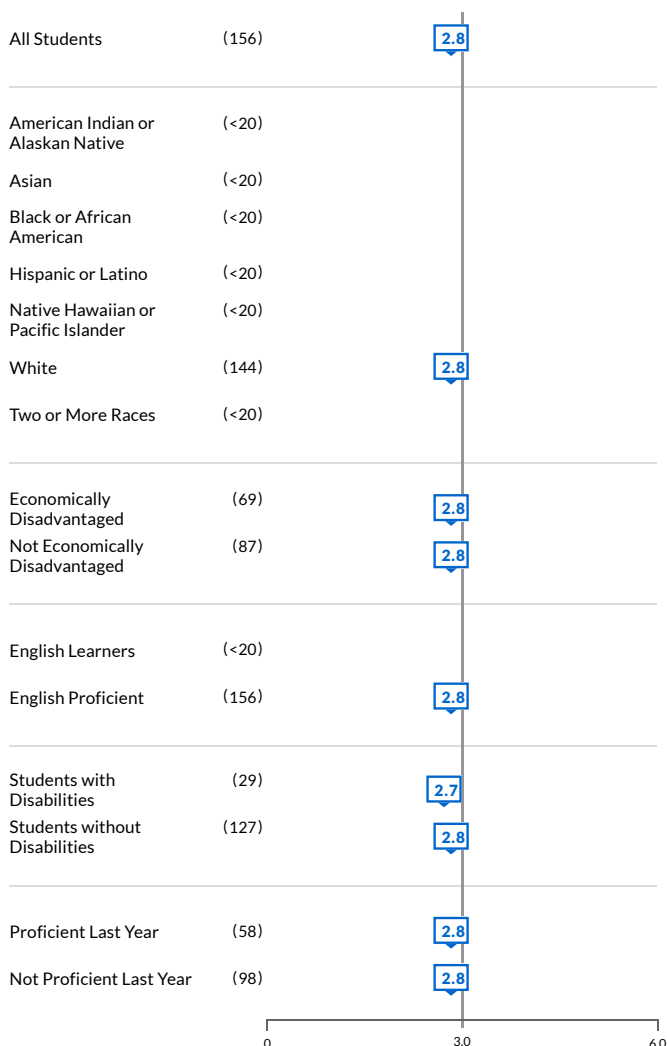 All Students (156) 2.8
American Indian or (<20)
Alaskan Native
Asian (<20)
Black or African (<20)
American
Hispanic or Latino (<20)
Native Hawaiian or (<20)
Pacific Islander
White (144) 2.8
Two or More Races (<20)
Economically (69) 2.8
Disadvantaged
Not Economically (87) 2.8
Disadvantaged
English Learners (<20)
English Proficient (156) 2.8
Students with (29) 2.7
Disabilities
Students without (127) 2.8
Disabilities
Proficient Last Year (58) 2.8
Not Proficient Last Year (98) 2.8
0 3.0 6.0